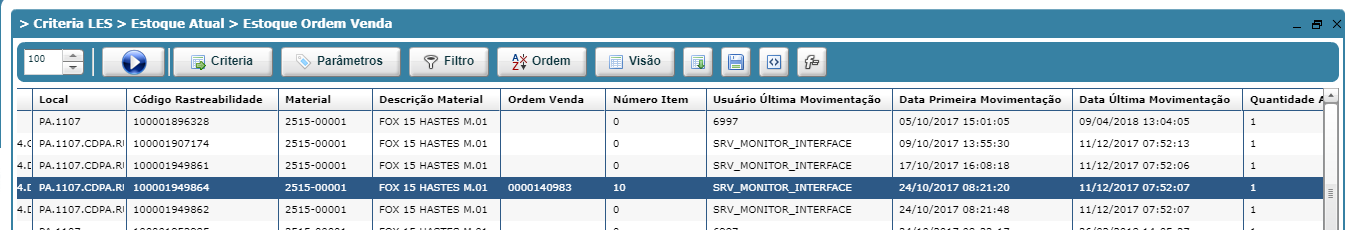 > Criteria LES > Estoque Atual > Estoque Ordem Venda
100 Criteria Parâmetros Filtro Ordem Visão
Local Código Rastreabilidade Material Descrição Material Ordem Venda Número Item Usuário Última Movimentação Data Primeira Movimentação Data Última Movimentação Quantidade A
PA.1107 100001896328 2515-00001 FOX 15 HASTES M.01 0 6997 05/10/2017 15:01:05 09/04/2018 13:04:05 1
PA.1107.CDPA.RU 100001907174 2515-00001 FOX 15 HASTES M.01 0 SRV_MONITOR_INTERFACE 09/10/2017 13:55:30 11/12/2017 07:52:13 1
4.D PA.1107.CDPA.RU 100001949861 2515-00001 FOX 15 HASTES M.01 0 SRV_MONITOR_INTERFACE 17/10/2017 16:08:18 11/12/2017 07:52:06 1
4.D PA.1107.CDPA.RU 100001949864 2515-00001 FOX 15 HASTES M.01 0000140983 10 SRV_MONITOR_INTERFACE 24/10/2017 08:21:20 11/12/2017 07:52:07 1
4.D PA.1107.CDPA.RU 100001949862 2515-00001 FOX 15 HASTES M.01 0 SRV_MONITOR_INTERFACE 24/10/2017 08:21:48 11/12/2017 07:52:07 1